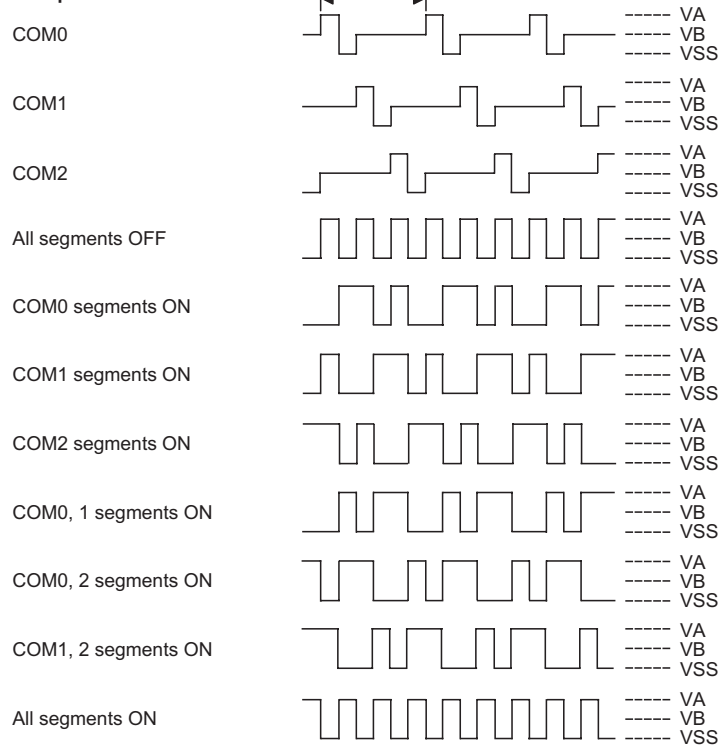 COM0
VA
VB
VSS
COM1
VA
VB
VSS
COM2
VA
VB
VSS
All segments OFF
VA
VB
VSS
COM0 segments ON
VA
VB
VSS
COM1 segments ON
VA
VB
VSS
COM2 segments ON
VA
VB
VSS
COM0, 1 segments ON
VA
VB
VSS
COM0, 2 segments ON
VA
VB
VSS
COM1, 2 segments ON
VA
VB
VSS
All segments ON
VA
VB
VSS